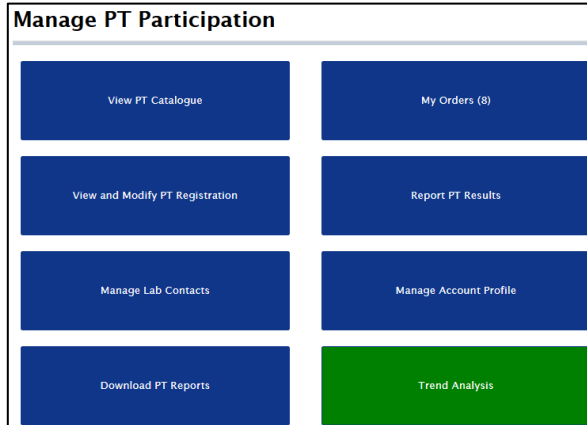 Manage PT Participation
View PT Catalogue
My Orders (8)
View and Modify PT Registration
Report PT Results
Manage Lab Contacts
Manage Account Profile
Download PT Reports
Trend Analysis